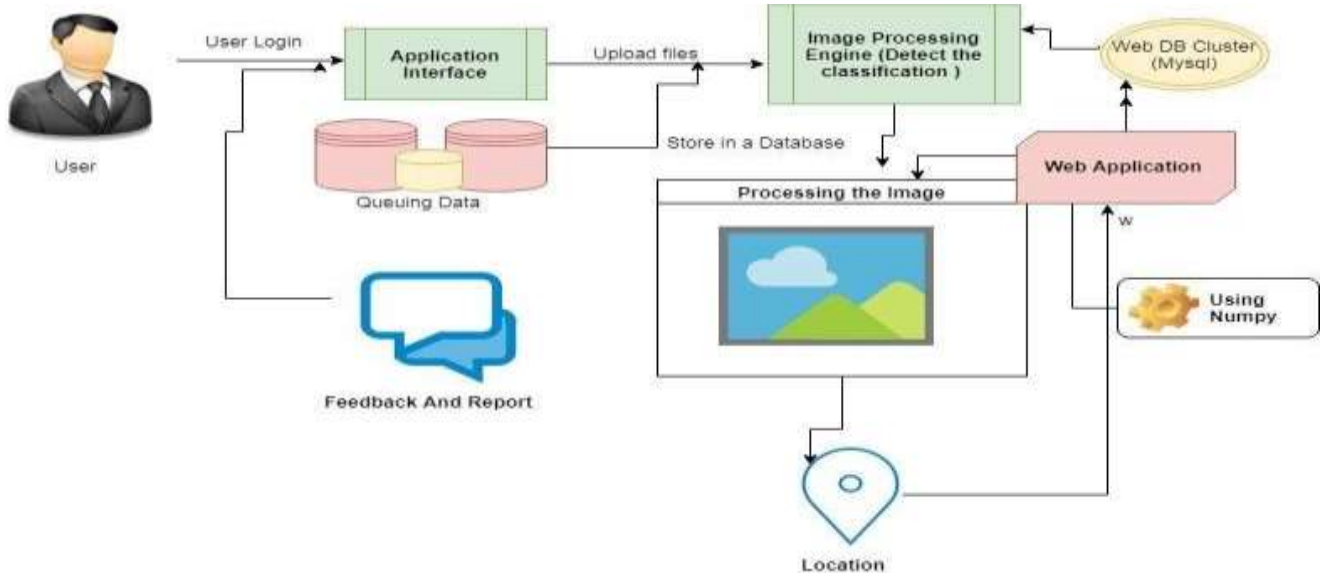 User Login
Application
Interface
Upload files
Image Processing
Engine (Detect the
classification )
Web DB Cluster
(Mysql)
User
Queuing Data
Store in a Database
Web Application
Processing the Image
w
Using
Numpy
Feedback And Report
Location